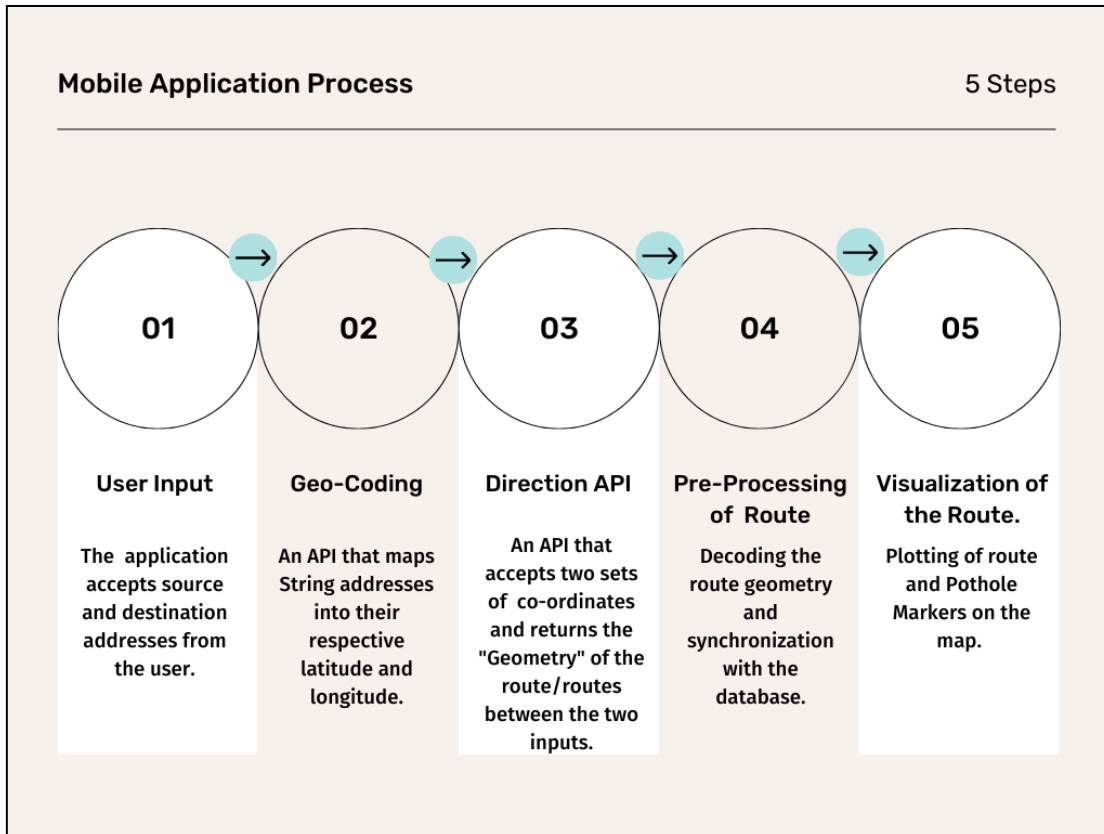 Mobile Application Process
5 Steps
01
02
03
04
05
User Input
The application
accepts source
and destination
addresses from
the user.
Geo-Coding
An API that maps
String addresses
into their
respective
latitude and
longitude.
Direction API
An API that
accepts two sets
of co-ordinates
and returns the
"Geometry" of the
route/routes
between the two
inputs.
Pre-Processing
of Route
Decoding the
route geometry
and
synchronization
with the
database.
Visualization of
the Route.
Plotting of route
and Pothole
Markers on the
map.